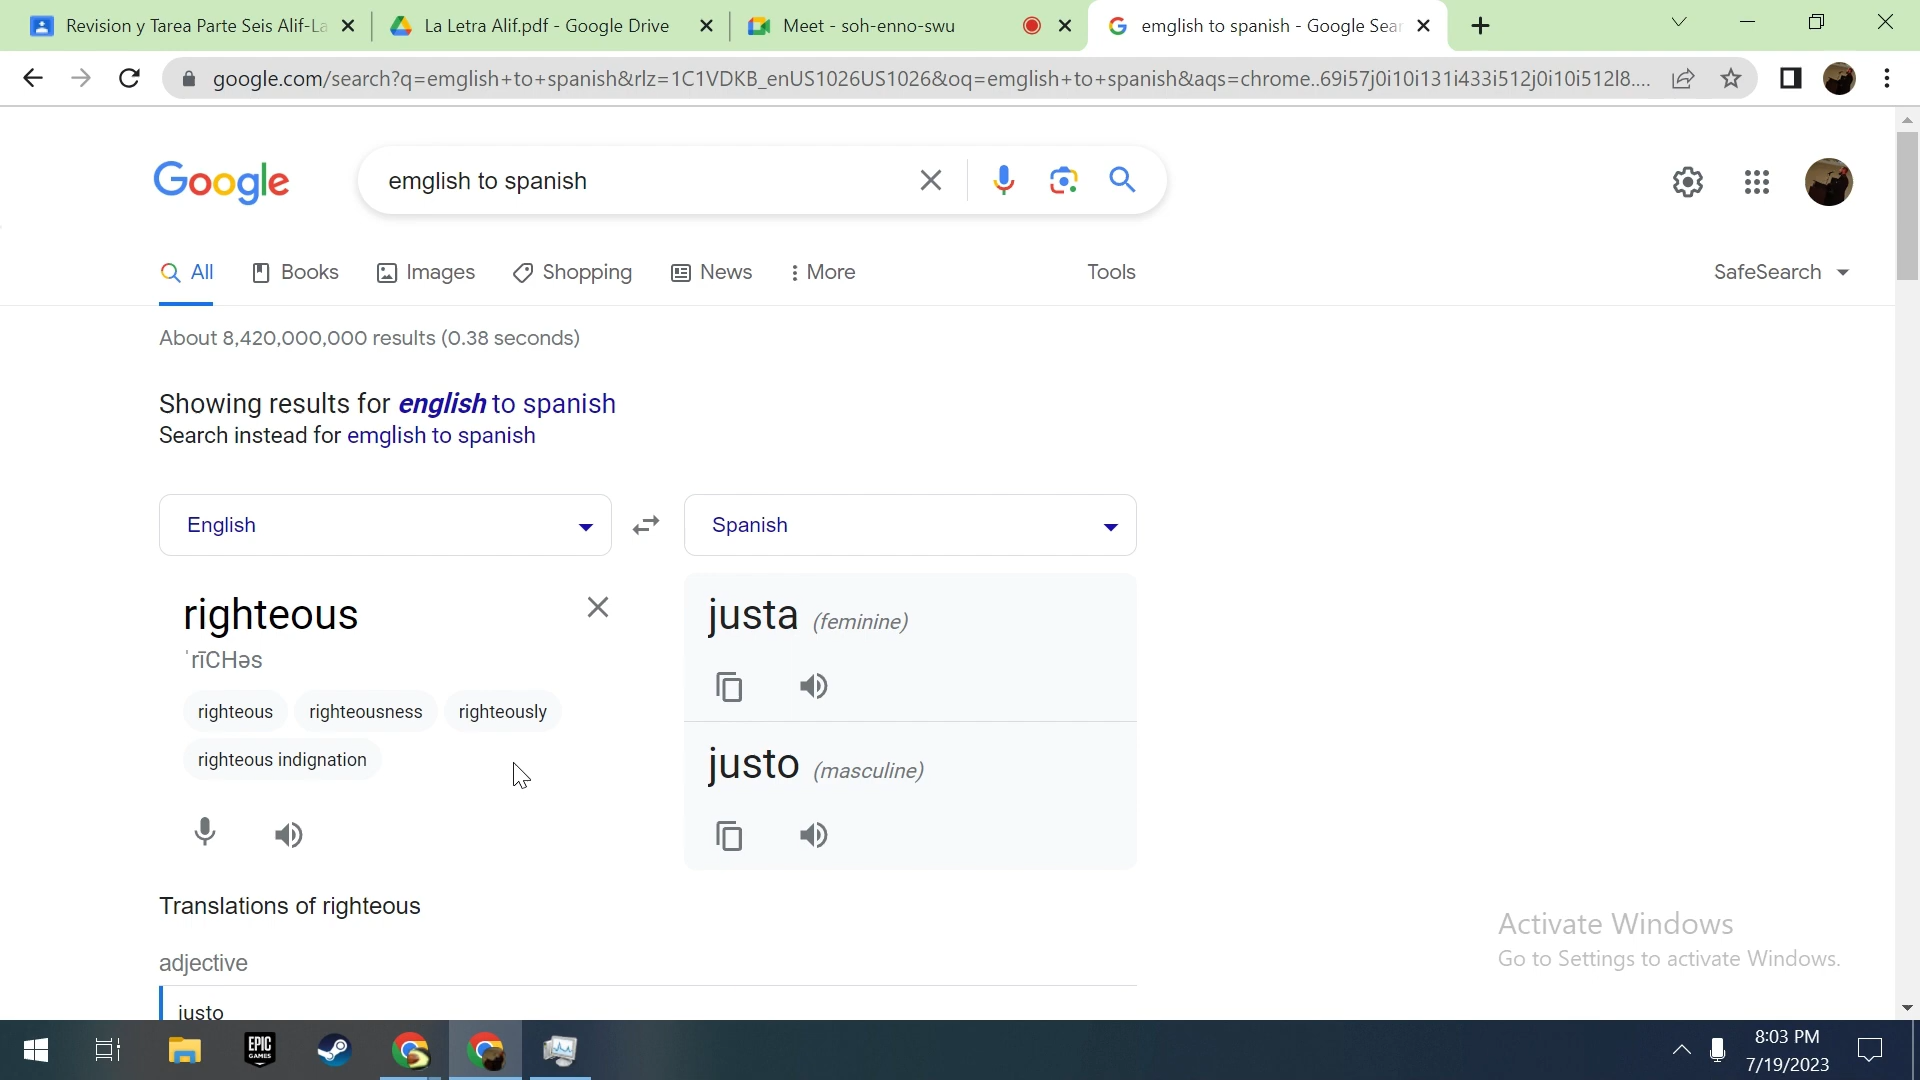 Revision y Tarea Parte Seis Alif-La
La Letra Alif.pdf - Google Drive
Meet - soh-enno-swu
emglish to spanish - Google Sear
google.com/search?q=emglish+to+spanish&rlz=1C1VDKB_enUS1026US1026&oq=emglish+to+spanish&aqs=chrome..69i57j0i10i131i433i512j0i10i512l8....
Google
emglish to spanish
All
Books
Images
Shopping
News
More
Tools
SafeSearch
About 8,420,000,000 results (0.38 seconds)
Showing results for english to spanish
Search instead for emglish to spanish
English
Spanish
righteous
ˈrīCHəs
righteous
righteousness
righteously
righteous indignation
justa (feminine)
justo (masculine)
Translations of righteous
adjective
justo
Activate Windows
Go to Settings to activate Windows.
EPIC
GAMES
8:03 PM
7/19/2023